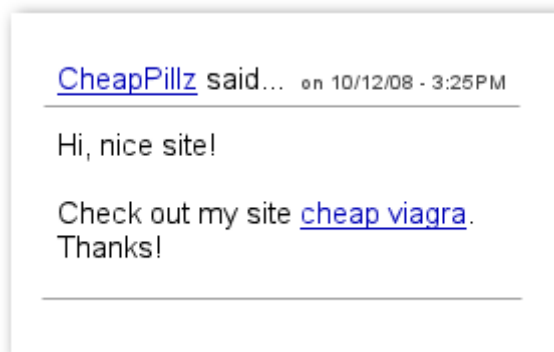 CheapPillz said... on 10/12/08 - 3:25PM
Hi, nice site!
Check out my site cheap viagra.
Thanks!